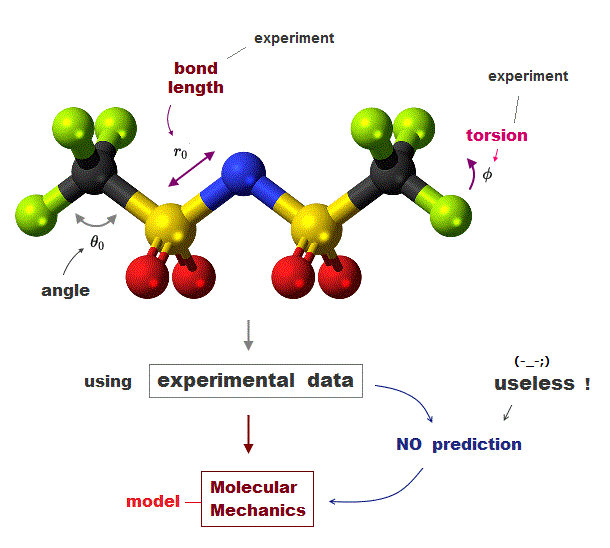 experiment
bond
length
experiment
torsion
r0
ϕ
θ0
angle
(-_-;)
using experimental data
useless !
NO prediction
model Molecular
Mechanics